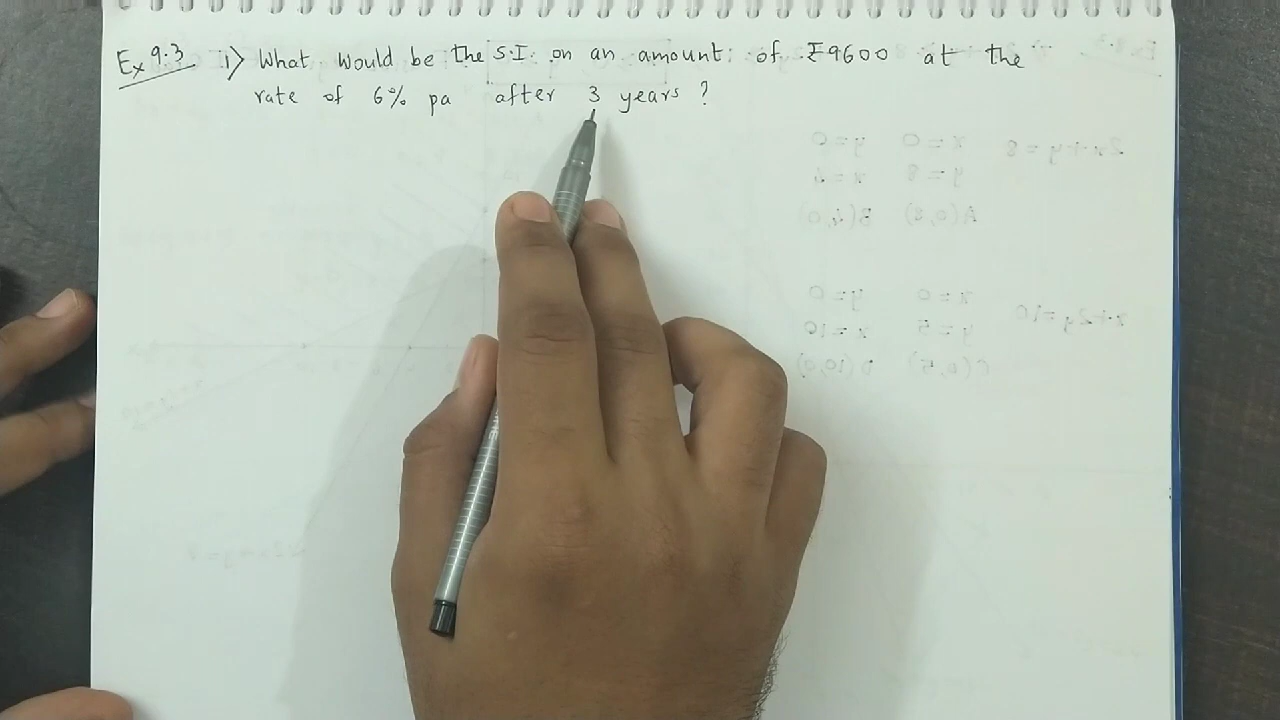 Ex 9.3 1) What would be the S.I. on an amount of ₹9600 at the
rate of 6% pa after 3 years ?